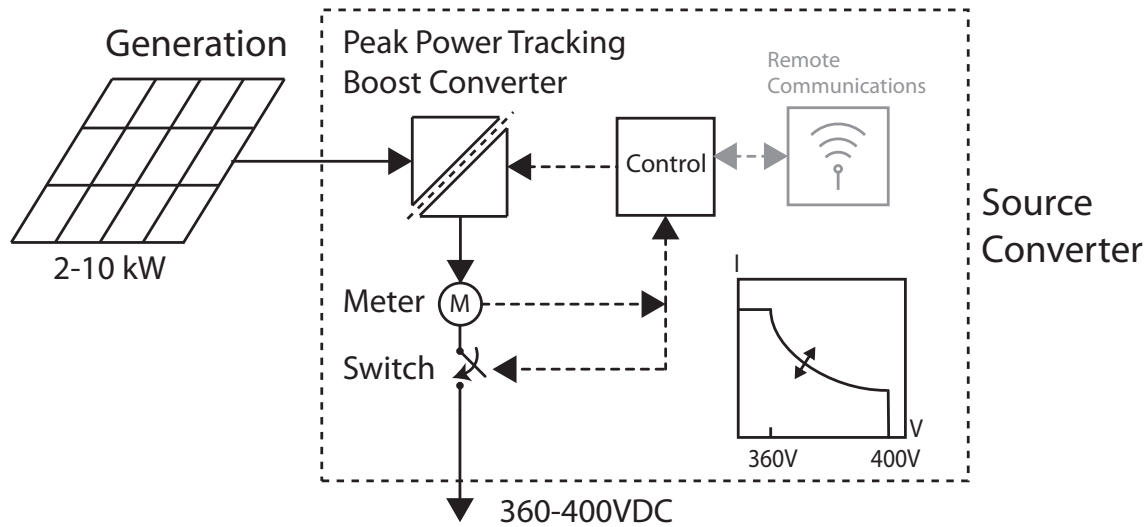 Generation
Peak Power Tracking
Boost Converter
Remote
Communications
Control
Source
Converter
2-10 kW
I
Meter
M
Switch
V
360V
400V
360-400VDC